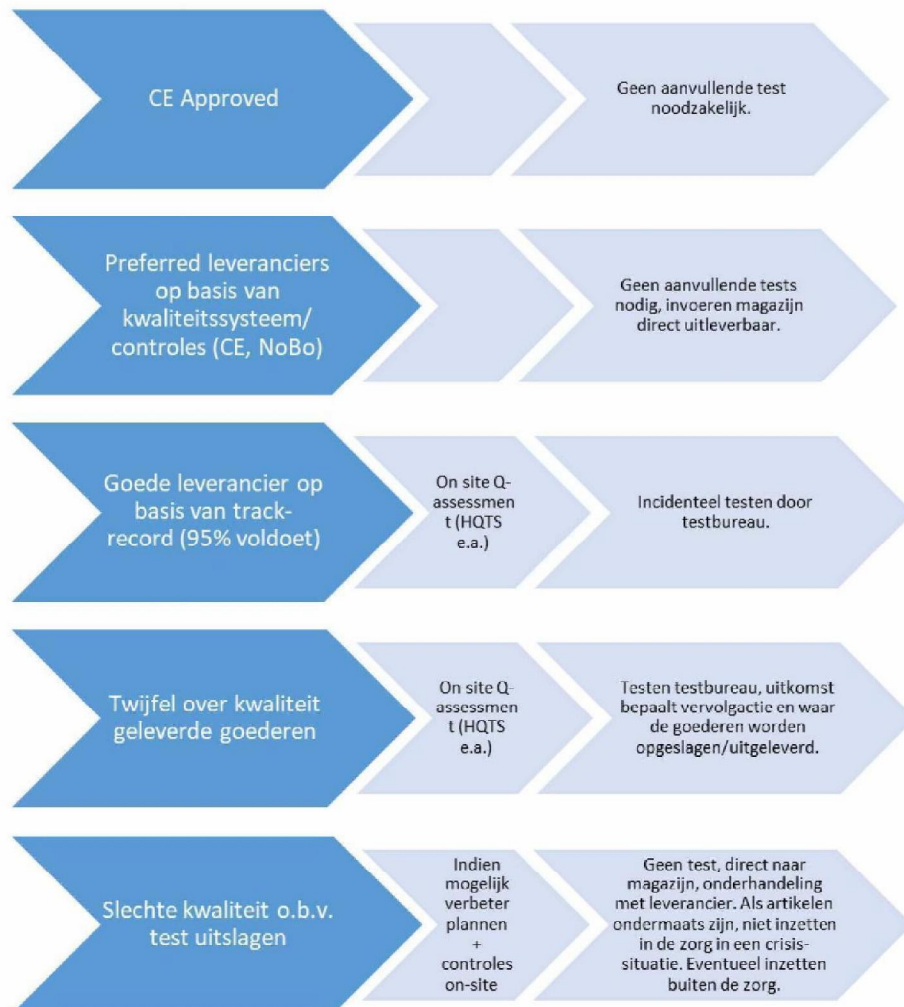 CE Approved
Geen aanvullende test
noodzakelijk.
Preferred leveranciers
op basis van
kwaliteitssysteem/
controles (CE, NoBo)
Geen aanvullende tests
nodig, invoeren magazijn
direct uitleverbaar.
Goede leverancier op
basis van track-
record (95% voldoet)
On site Q-
assessmen
t (HQTS
e.a.)
Incidenteel testen door
testbureau.
Twijfel over kwaliteit
geleverde goederen
On site Q-
assessmen
t (HQTS
e.a.)
Testen testbureau, uitkomst
bepaalt vervolgactie en waar
de goederen worden
opgeslagen/uitgeleverd.
Slechte kwaliteit o.b.v.
test uitslagen
Indien
mogelijk
verbeter
plannen
+
controles
on-site
Geen test, direct naar
magazijn, onderhandeling
met leverancier. Als artikelen
ondermaats zijn, niet inzetten
in de zorg in een crisis-
situatie. Eventueel inzetten
buiten de zorg.